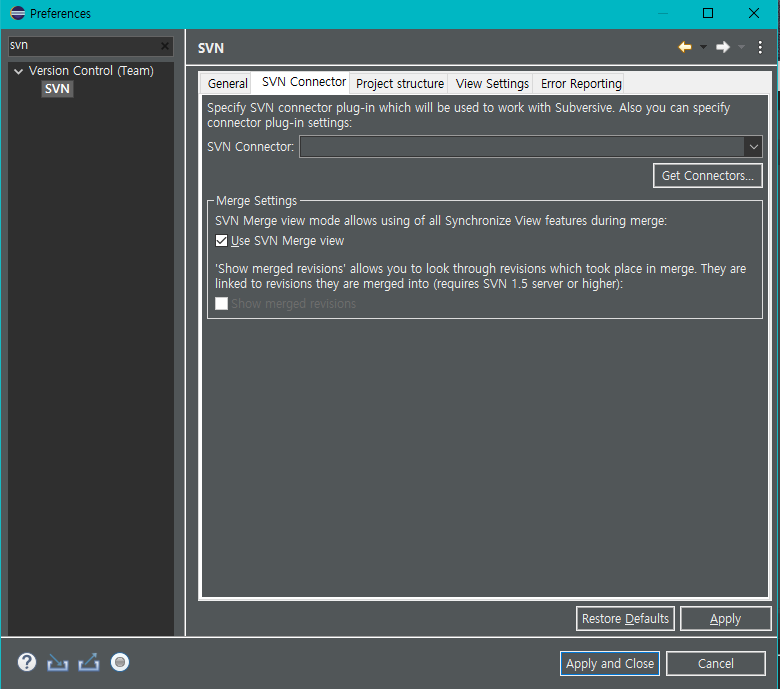 Preferences
svn
Version Control (Team)
SVN
SVN
General
SVN Connector
Project structure
View Settings
Error Reporting
Specify SVN connector plug-in which will be used to work with Subversive. Also you can specify
connector plug-in settings:
SVN Connector:
Get Connectors...
Merge Settings
SVN Merge view mode allows using of all Synchronize View features during merge:
Use SVN Merge view
'Show merged revisions' allows you to look through revisions which took place in merge. They are
linked to revisions they are merged into (requires SVN 1.5 server or higher):
Show merged revisions
Restore Defaults
Apply
Apply and Close
Cancel